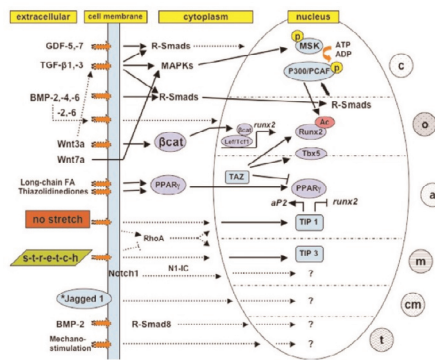 extracellular cell membrane cytoplasm nucleus
GDF-5,-7 R-Smads
TGF-β1,-3 MAPKs
p MSK ATP
ADP
P300/PCAF p
c
BMP-2,-4,-6 R-Smads R-Smads
-2,-6
Ac
o
Wnt3a βcat βcat runx2 Runx2
Lef/Tcf1
Wnt7a
Tbx5
TAZ
Long-chain FA PPARγ PPARγ a
Thiazolidinediones
aP2 runx2
no stretch TIP 1
RhoA
s-t-r-e-t-c-h TIP 3 m
Notch1 N1-IC ?
*Jagged 1 ? cm
BMP-2 R-Smad8 ?
t
Mechano- ?
stimulation